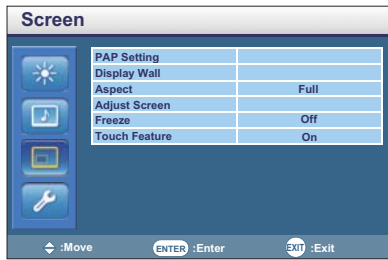 Screen
PAP Setting
Display Wall
Aspect Full
Adjust Screen
Freeze Off
Touch Feature On
:Move ENTER :Enter EXIT :Exit